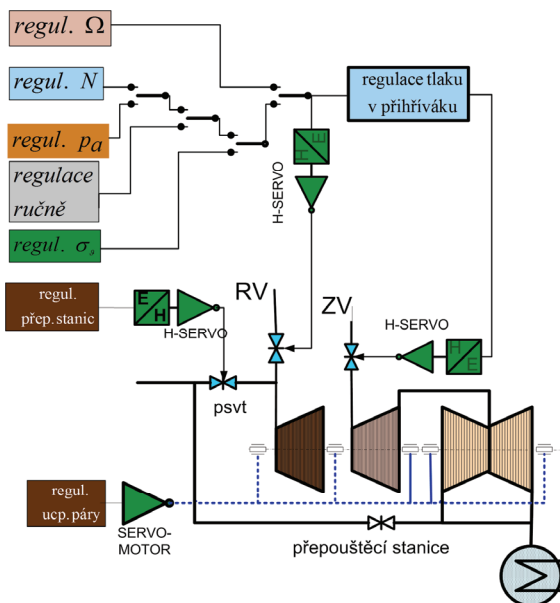 regul. Ω
regul. N
regul. pa
regulace
ručně
regul. σs
regulace tlaku
v přihříváku
H
E
H-SERVO
regul.
přep.stanic
E
H
H-SERVO
RV
ZV
H-SERVO
H
E
psvt
regul.
ucp.páry
SERVO-
MOTOR
přepouštěcí stanice